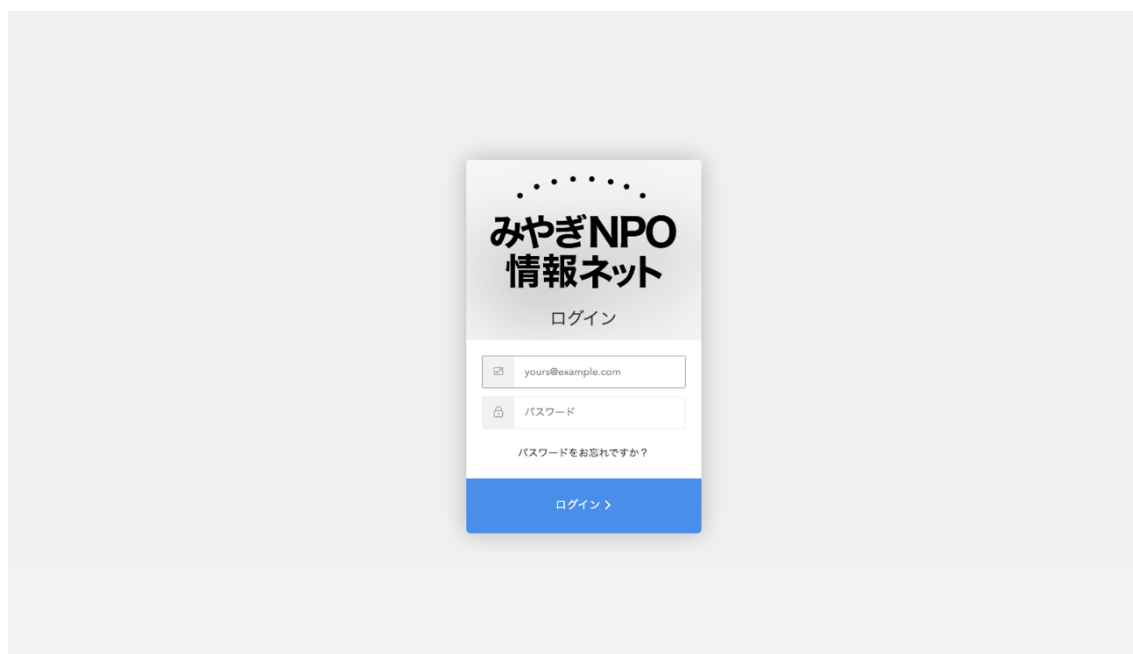 みやぎNPO
情報ネット
ログイン
yours@example.com
パスワード
パスワードをお忘れですか？
ログイン